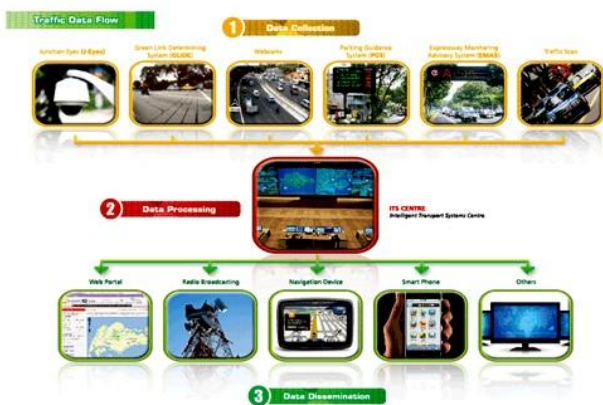 Traffic Data Flow
1 Data Collection
Junction Eyes (J-Eyes)
Green Link Determining
System (GLIDE)
Webcams
Parking Guidance
System (PGS)
Expressway Monitoring
Advisory System (EMAS)
Traffic Scan
2 Data Processing
ITS CENTRE
Intelligent Transport Systems Centre
Web Portal
Radio Broadcasting
Navigation Device
Smart Phone
Others
3 Data Dissemination